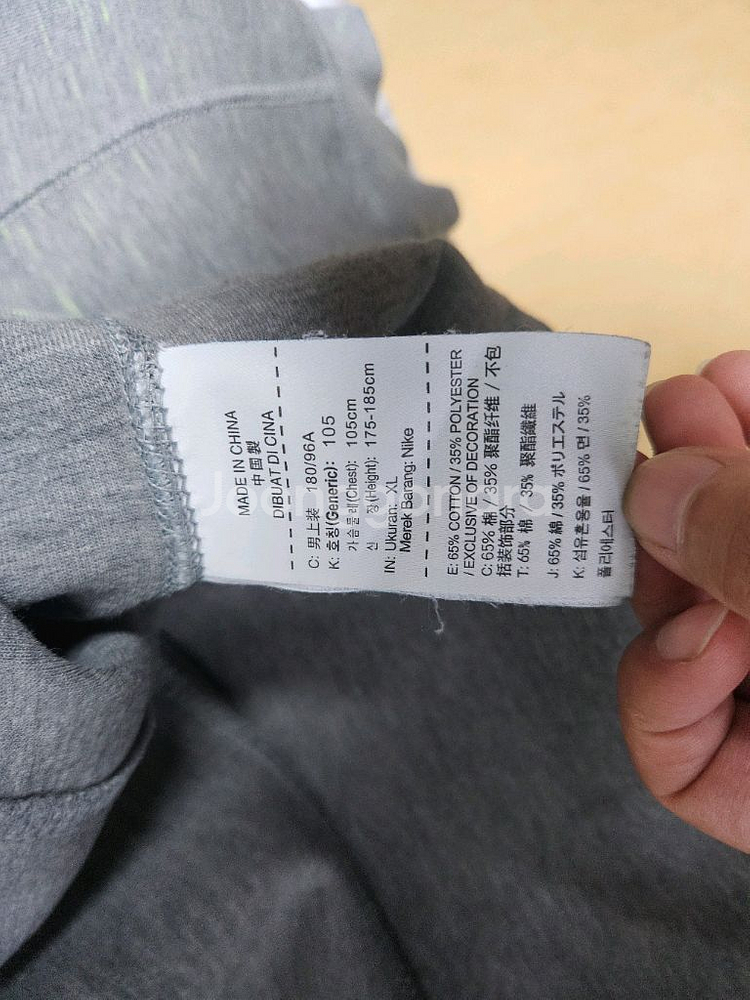 MADE IN CHINA
中国製
DIBUAT DI CINA
C: 男上装 180/96A
K: 호칭(Generic): 105
가슴둘레(Chest): 105cm
신 장(Height): 175-185cm
IN: Ukuran: XL
Merek Barang: Nike
E: 65% COTTON / 35% POLYESTER
/ EXCLUSIVE OF DECORATION
C: 65% 棉 / 35% 聚酯纤维 / 不包
括装饰部分
T: 65% 棉 / 35% 聚酯纖維
J: 65% 綿 / 35% ポリエステル
K: 섬유혼용율 / 65% 면 / 35%
폴리에스터